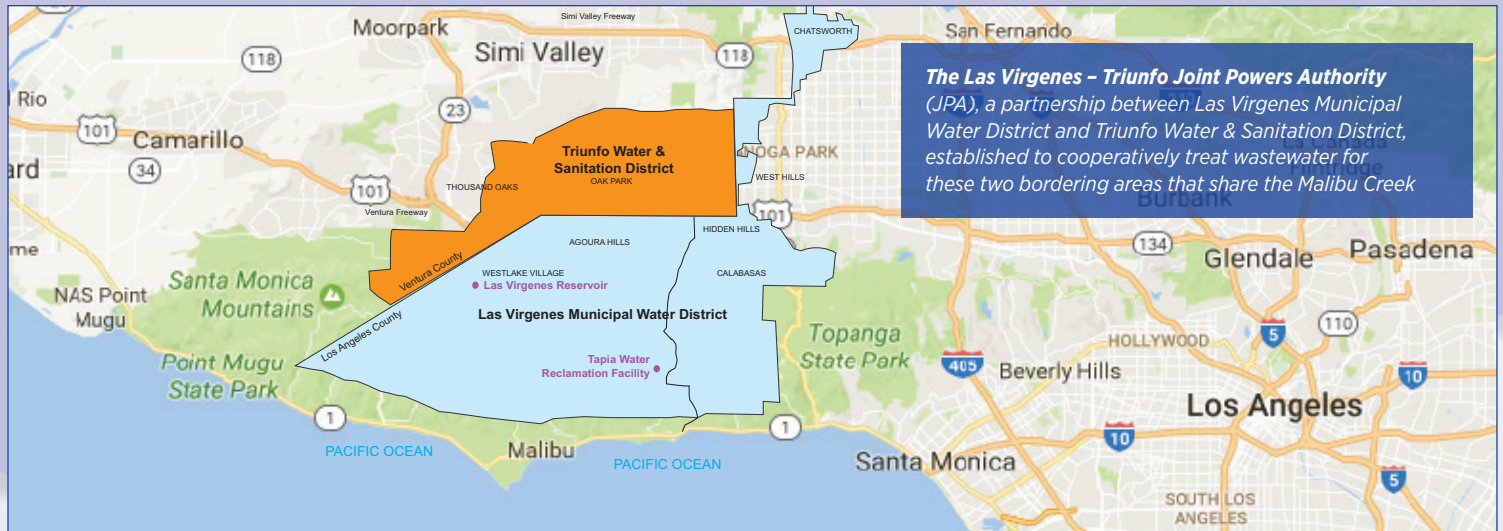 Simi Valley Freeway
Moorpark
CHATSWORTH
San Fernando
Simi Valley
118
118
The Las Virgenes – Triunfo Joint Powers Authority
(JPA), a partnership between Las Virgenes Municipal
Water District and Triunfo Water & Sanitation District,
established to cooperatively treat wastewater for
these two bordering areas that share the Malibu Creek
Rio
23
101
Camarillo
ard
34
Triunfo Water &
Sanitation District
OAK PARK
NOGA PARK
THOUSAND OAKS
WEST HILLS
101
Ventura Freeway
101
Burbank
HIDDEN HILLS
AGOURA HILLS
134
Glendale
Pasadena
me
Ventura County
WESTLAKE VILLAGE
CALABASAS
Las Virgenes Reservoir
Santa Monica
Mountains
NAS Point
Mugu
Los Angeles County
Las Virgenes Municipal Water District
Topanga
State Park
HOLLYWOOD
5
110
Point Mugu
State Park
Tapia Water
Reclamation Facility
405
Beverly Hills
10
Los Angeles
1
1
10
PACIFIC OCEAN
Malibu
PACIFIC OCEAN
Santa Monica
5
SOUTH LOS
ANGELES